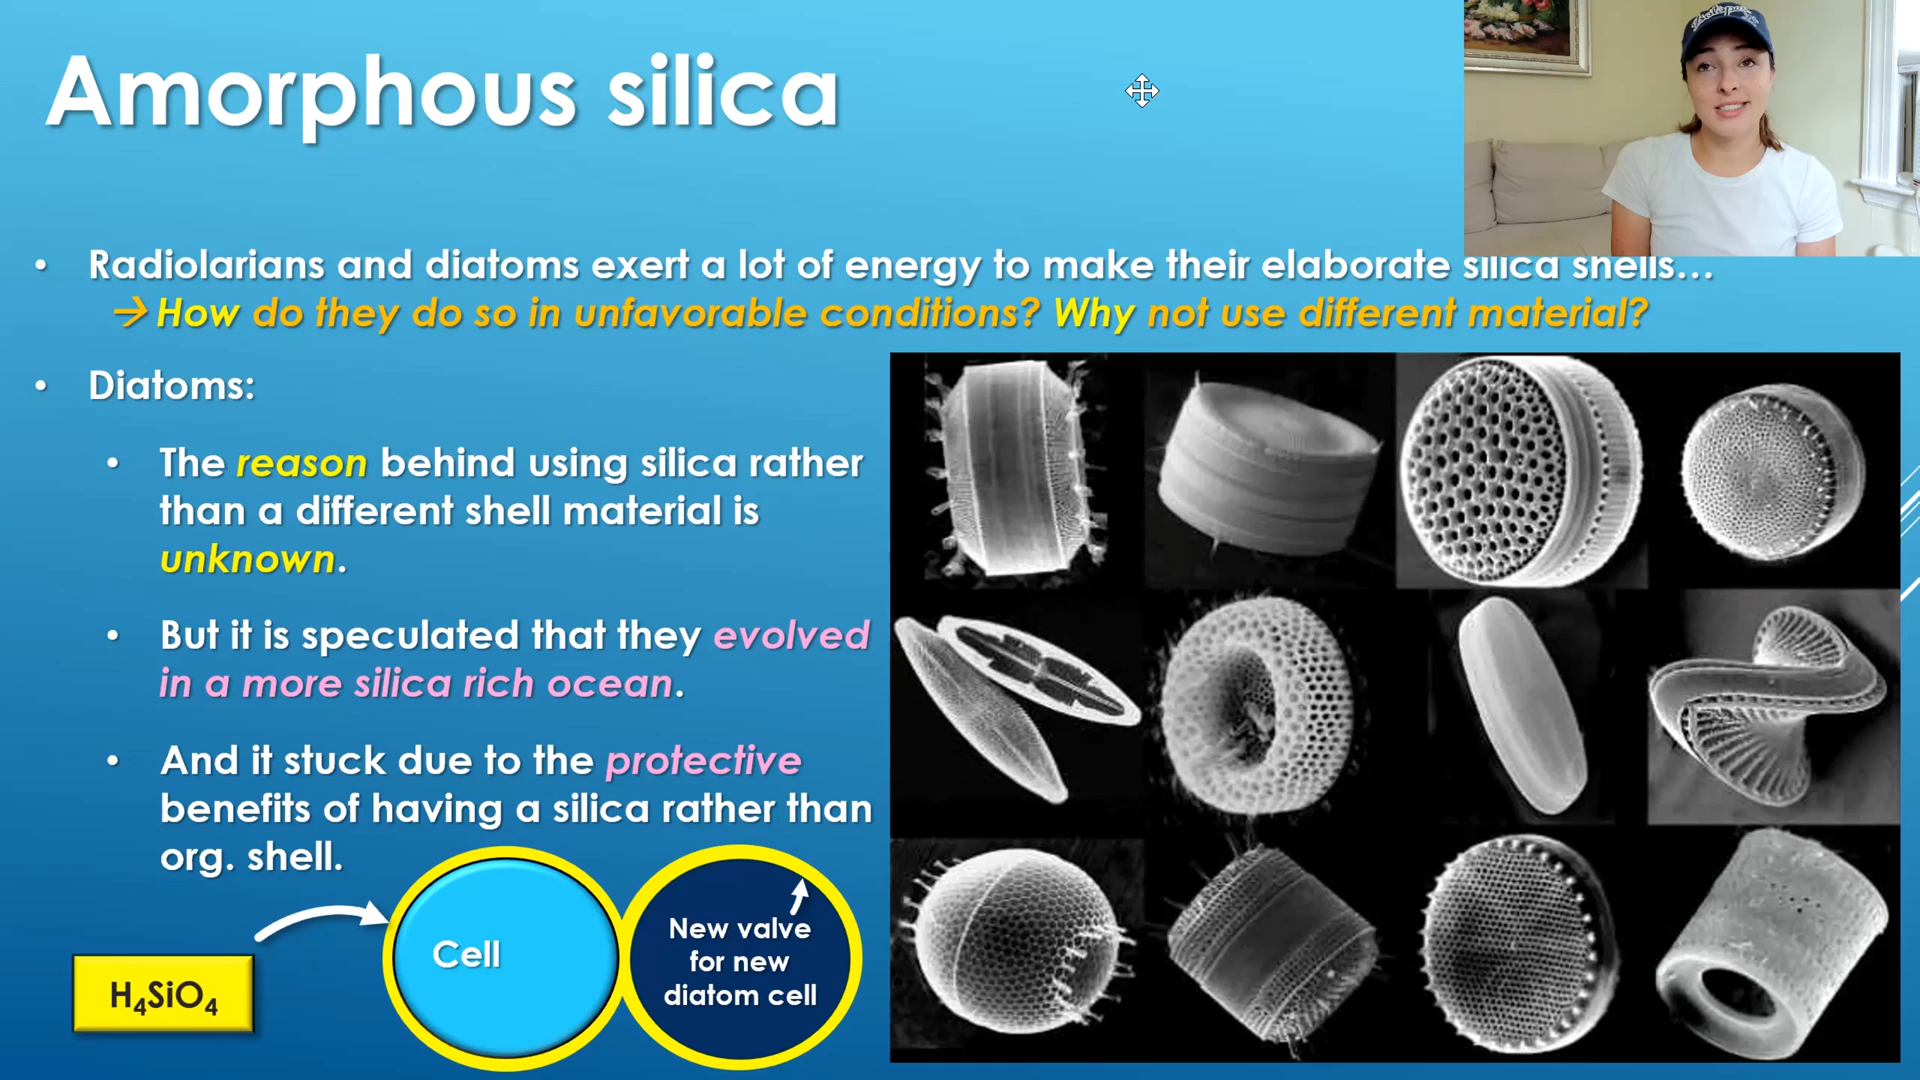 Amorphous silica
• Radiolarians and diatoms exert a lot of energy to make their elaborate silica shells...
→ How do they do so in unfavorable conditions? Why not use different material?
• Diatoms:
• The reason behind using silica rather
than a different shell material is
unknown.
• But it is speculated that they evolved
in a more silica rich ocean.
• And it stuck due to the protective
benefits of having a silica rather than
org. shell.
H₄SiO₄
Cell
New valve
for new
diatom cell